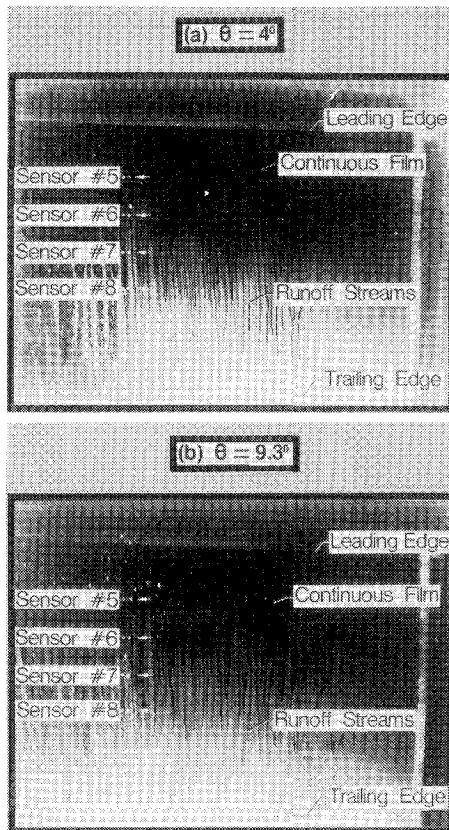 (a) θ = 4°
Leading Edge
Continuous Film
Sensor #5
Sensor #6
Sensor #7
Sensor #8
Runoff Streams
Trailing Edge
(b) θ = 9.3°
Leading Edge
Sensor #5
Continuous Film
Sensor #6
Sensor #7
Sensor #8
Runoff Streams
Trailing Edge